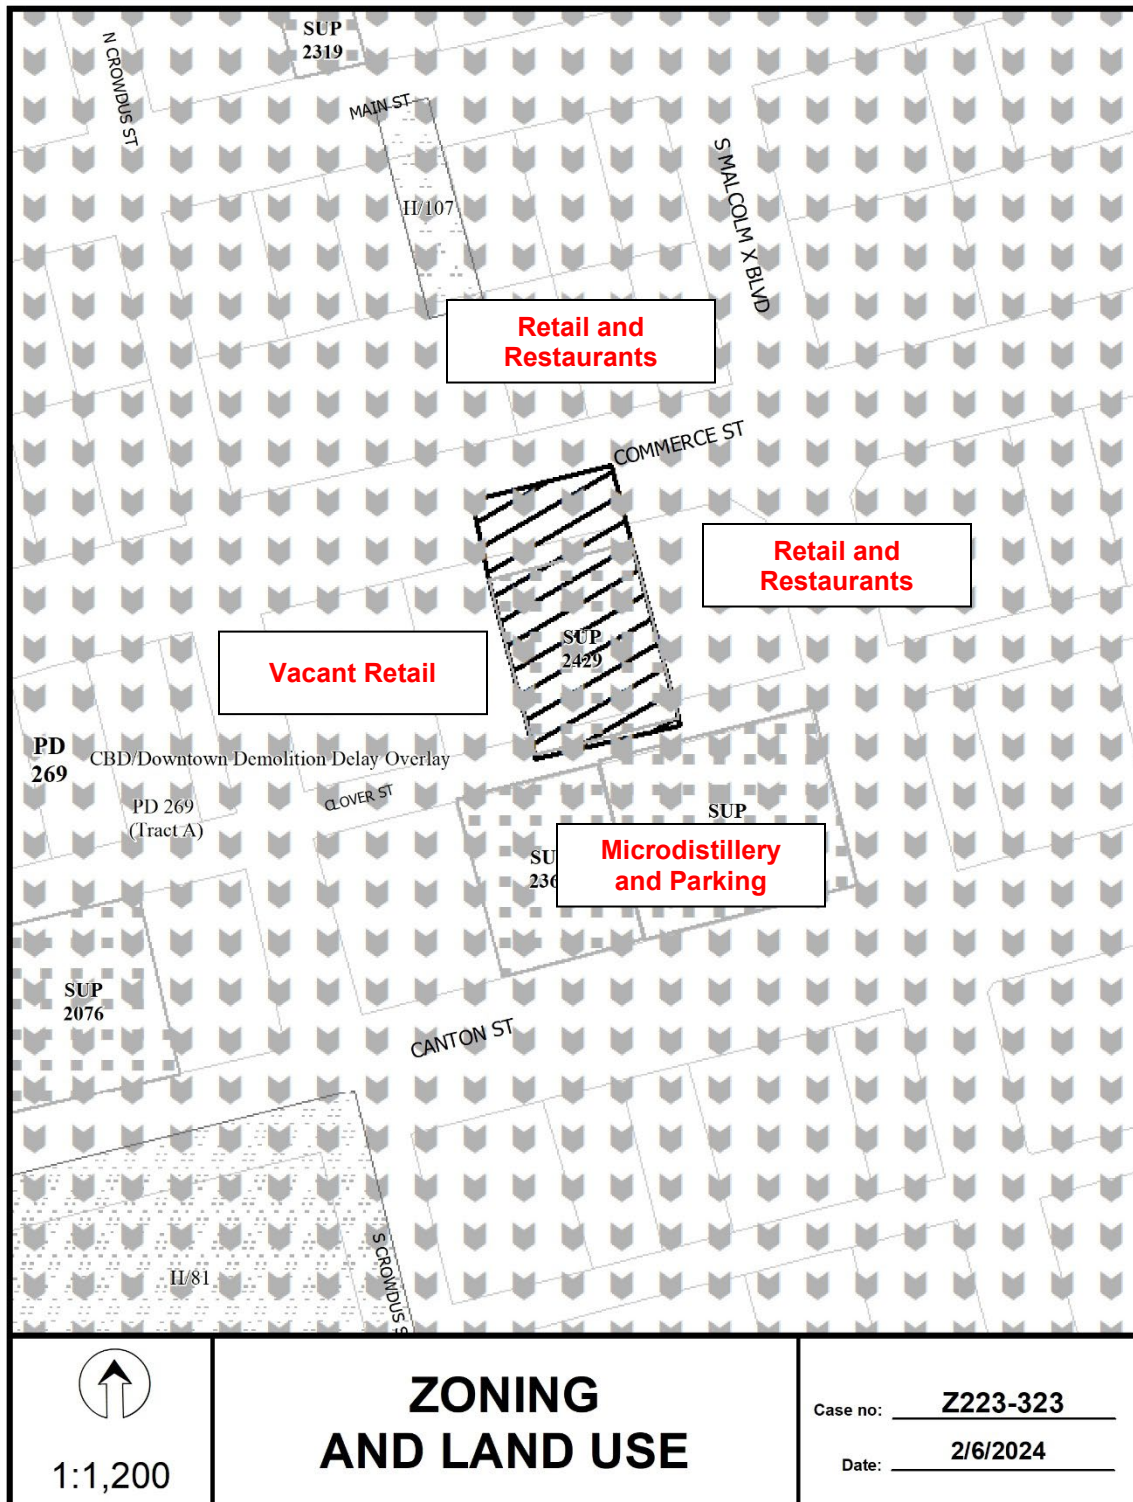 SUP
2319
N CROWDUS ST
MAIN ST
H/107
S MALCOLM X BLVD
Retail and
Restaurants
COMMERCE ST
Retail and
Restaurants
SUP
2429
Vacant Retail
PD
269
CBD/Downtown Demolition Delay Overlay
PD 269
(Tract A)
CLOVER ST
SUP
Microdistillery
and Parking
SUP
2076
CANTON ST
H/81
S CROWDUS S
1:1,200
ZONING
AND LAND USE
Case no: Z223-323
Date: 2/6/2024